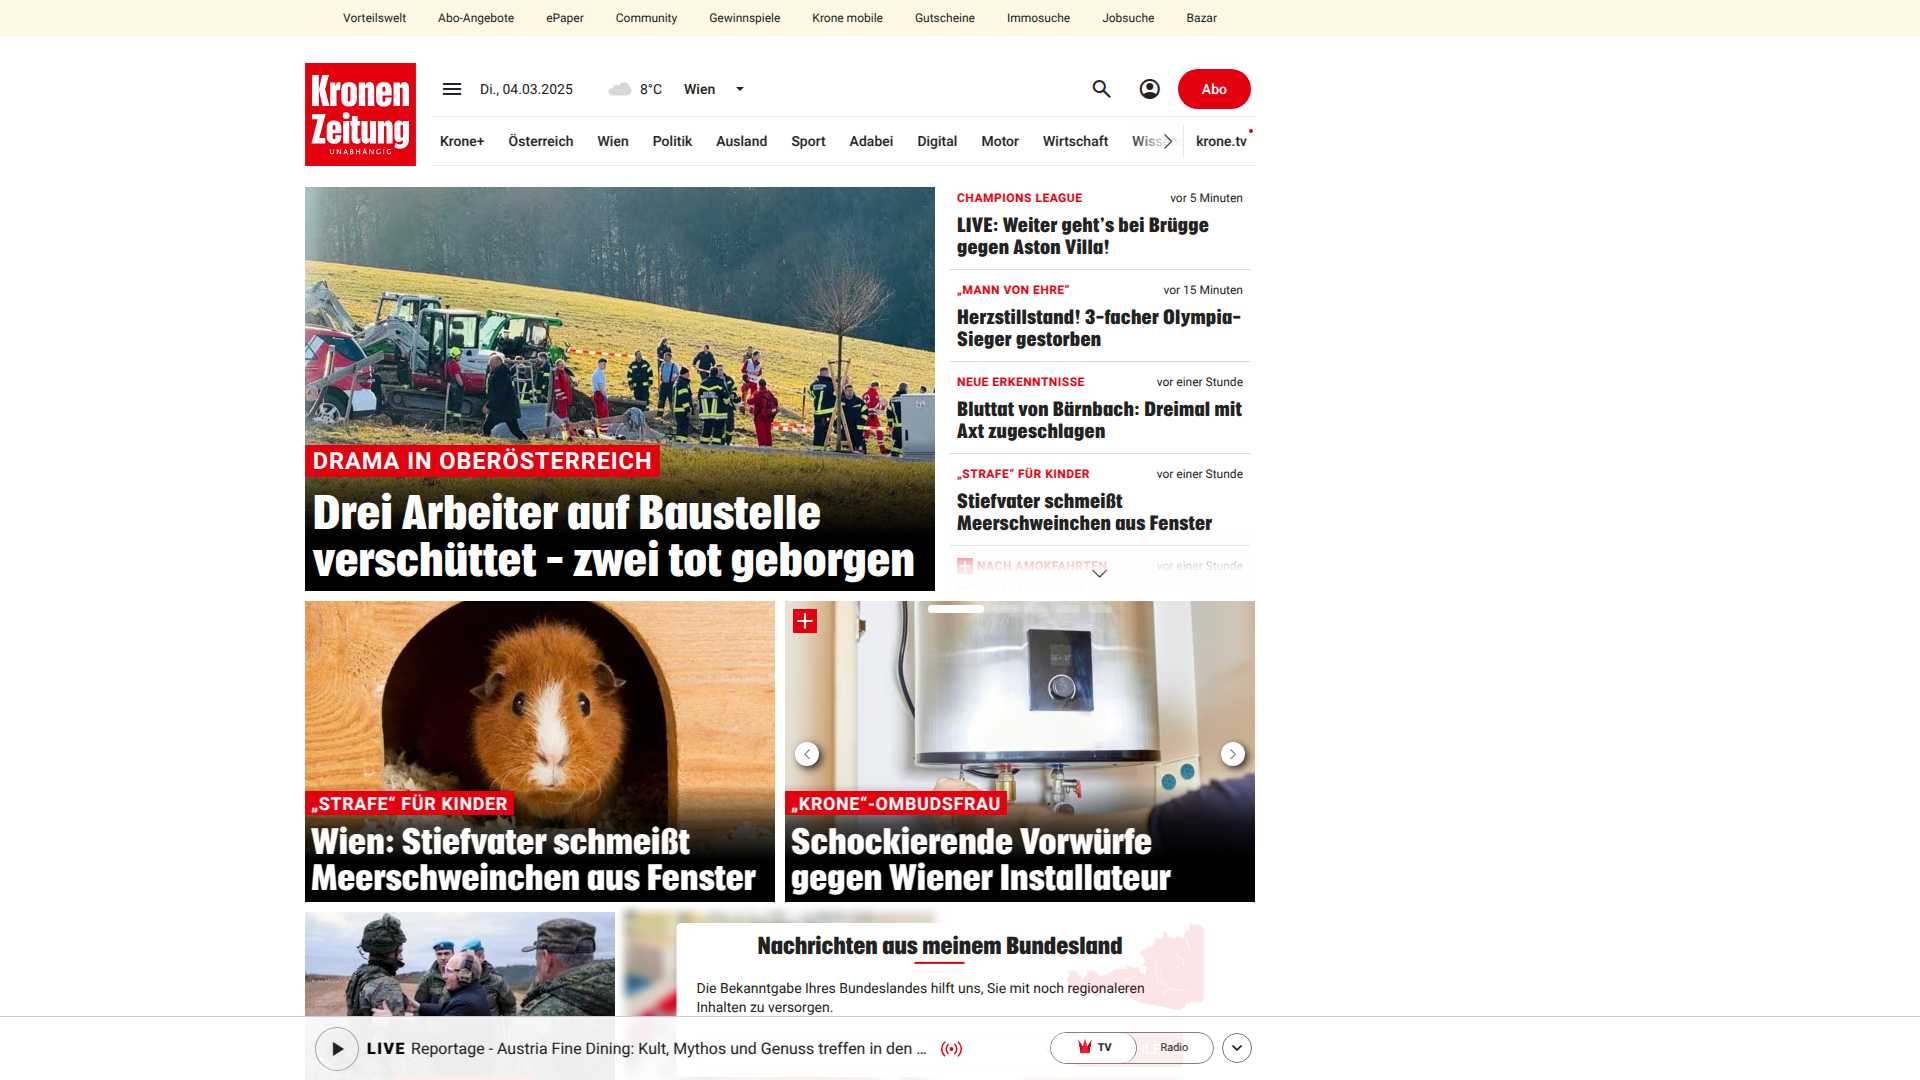 Vorteilswelt Abo-Angebote ePaper Community Gewinnspiele Krone mobile Gutscheine Immosuche Jobsuche Bazar
Kronen
Zeitung
UNABHÄNGIG
Di., 04.03.2025 8°C Wien Abo
Krone+ Österreich Wien Politik Ausland Sport Adabei Digital Motor Wirtschaft krone.tv
DRAMA IN OBERÖSTERREICH
Drei Arbeiter auf Baustelle
verschüttet – zwei tot geborgen
CHAMPIONS LEAGUE vor 5 Minuten
LIVE: Weiter geht’s bei Brügge
gegen Aston Villa!
„MANN VON EHRE“ vor 15 Minuten
Herzstillstand! 3-facher Olympia-
Sieger gestorben
NEUE ERKENNTNISSE vor einer Stunde
Bluttat von Bärnbach: Dreimal mit
Axt zugeschlagen
„STRAFE“ FÜR KINDER vor einer Stunde
Stiefvater schmeißt
Meerschweinchen aus Fenster
NACH AMOKFAHRTEN vor einer Stunde
„STRAFE“ FÜR KINDER
Wien: Stiefvater schmeißt
Meerschweinchen aus Fenster
„KRONE“-OMBUDSFRAU
Schockierende Vorwürfe
gegen Wiener Installateur
Nachrichten aus meinem Bundesland
Die Bekanntgabe Ihres Bundeslandes hilft uns, Sie mit noch regionaleren
Inhalten zu versorgen.
LIVE Reportage - Austria Fine Dining: Kult, Mythos und Genuss treffen in den ... TV Radio